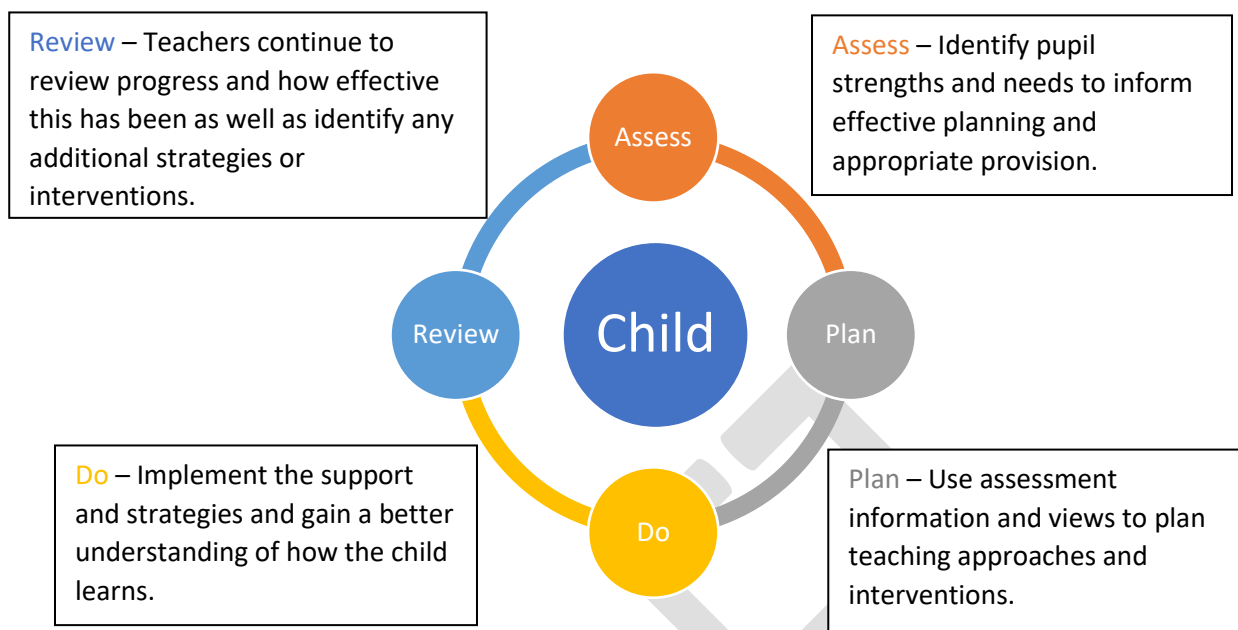 Review – Teachers continue to
review progress and how effective
this has been as well as identify any
additional strategies or
interventions.
Assess – Identify pupil
strengths and needs to inform
effective planning and
appropriate provision.
Assess
Review
Child
Plan
Do
Do – Implement the support
and strategies and gain a better
understanding of how the child
learns.
Plan – Use assessment
information and views to plan
teaching approaches and
interventions.